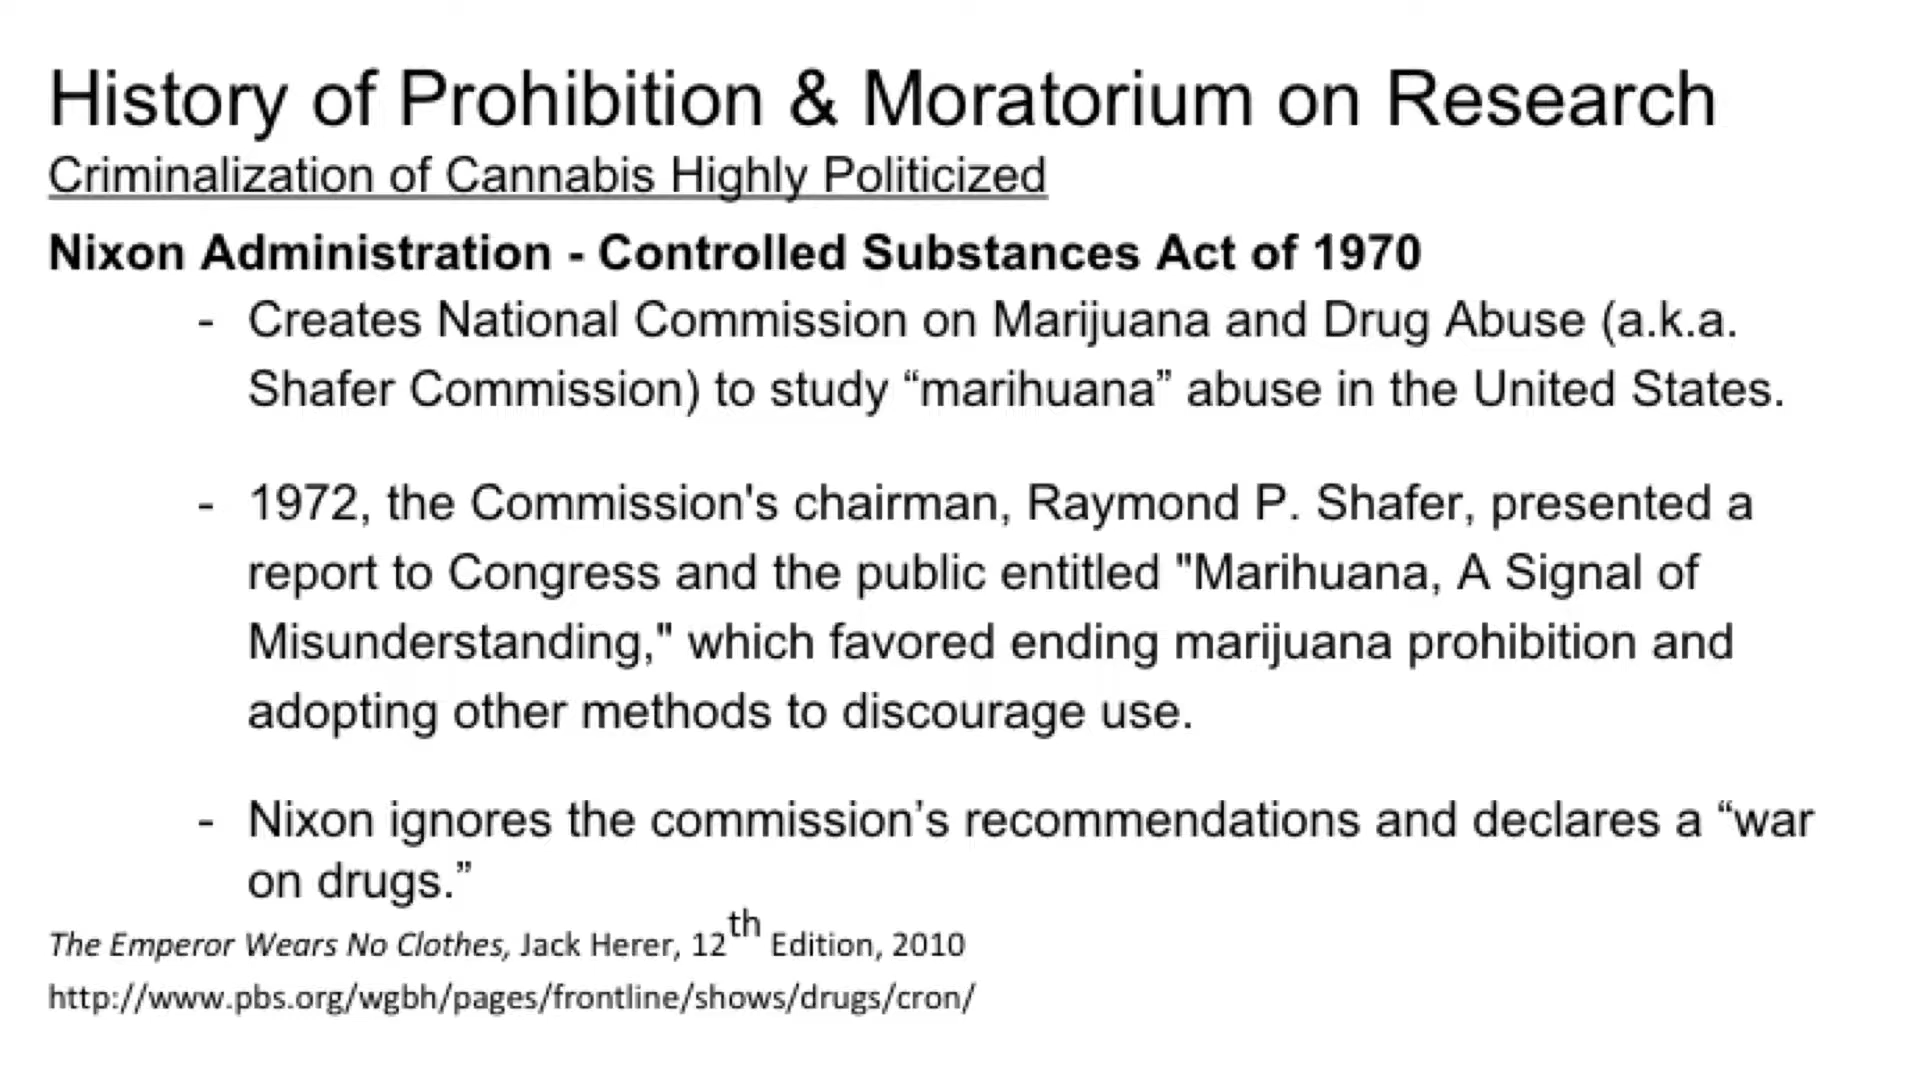 History of Prohibition & Moratorium on Research
Criminalization of Cannabis Highly Politicized
Nixon Administration - Controlled Substances Act of 1970
- Creates National Commission on Marijuana and Drug Abuse (a.k.a.
Shafer Commission) to study “marihuana” abuse in the United States.
- 1972, the Commission's chairman, Raymond P. Shafer, presented a
report to Congress and the public entitled "Marihuana, A Signal of
Misunderstanding," which favored ending marijuana prohibition and
adopting other methods to discourage use.
- Nixon ignores the commission’s recommendations and declares a “war
on drugs.”
The Emperor Wears No Clothes, Jack Herer, 12th Edition, 2010
http://www.pbs.org/wgbh/pages/frontline/shows/drugs/cron/